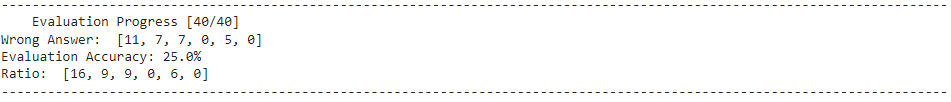 ------------------------------------------------------------------------------------------------------------------------
Evaluation Progress [40/40]
Wrong Answer:  [11, 7, 7, 0, 5, 0]
Evaluation Accuracy: 25.0%
Ratio:  [16, 9, 9, 0, 6, 0]
------------------------------------------------------------------------------------------------------------------------